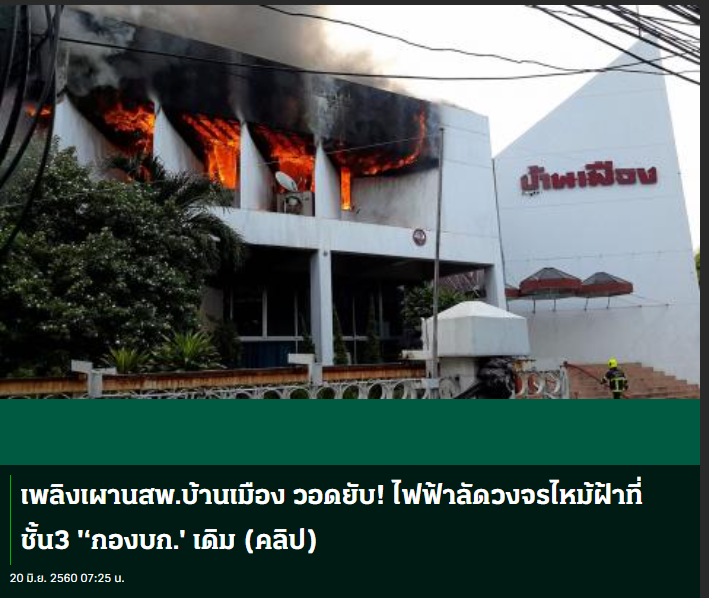 บ้านเมือง
เพลิงเผานสพ.บ้านเมือง วอดยับ! ไฟฟ้าลัดวงจรไหม้ฝ้าที่
ชั้น3 "กองบก.' เดิม (คลิป)
20 มิ.ย. 2560 07:25 น.